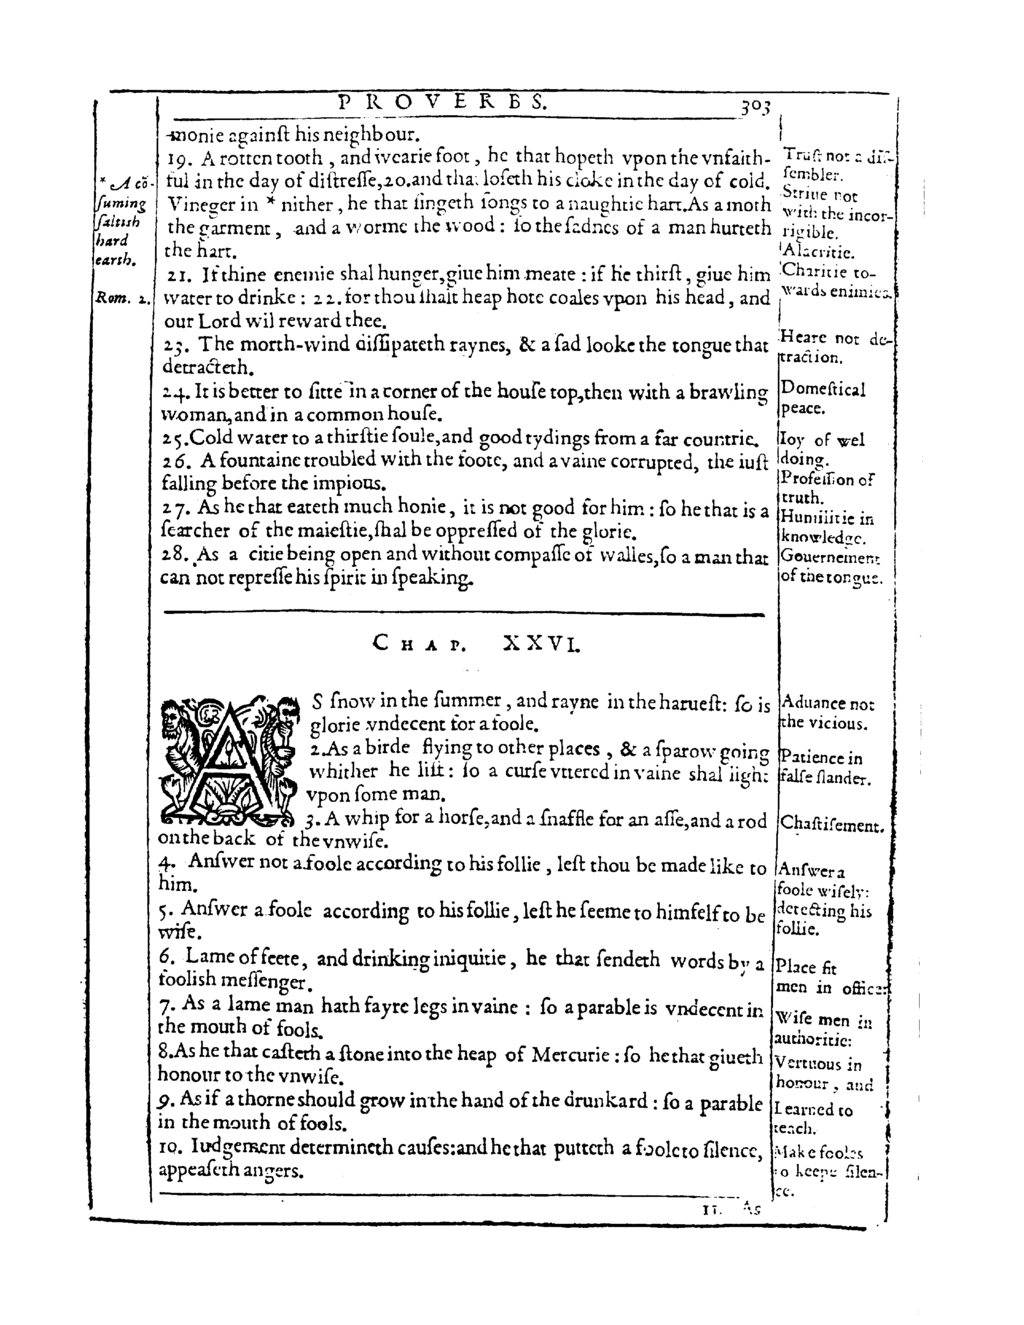 PROVERBS. 303
monie againſt his neighbour.
19. A rotten tooth, and wearie foot, he that hopeth vpon the vnfaith-
ful in the day of diſtreſſe, 20. and that loſeth his cloke in the day of cold.
Vineger in * nither, he that ſingeth ſongs to a naughtie hart. As a moth
the garment, and a worme the wood: ſo the ſadnes of a man hurteth
the hart.
21. If thine enemie shal hunger, giue him meate: if he thirſt, giue him
water to drinke: 22. for thou ſhalt heap hote coales vpon his head, and
our Lord wil reward thee.
23. The north-wind diſſipateth raynes, & a ſad looke the tongue that
detracteth.
24. It is better to ſitte in a corner of the houſe top, then with a brawling
woman, and in a common houſe.
25. Cold water to a thirſtie ſoule, and good tydings from a far countrie.
26. A fountaine troubled with the foote, and a vaine corrupted, the iuſt
falling before the impious.
27. As he that eateth much honie, it is not good for him: ſo he that is a
ſearcher of the maieſtie, ſhal be oppreſſed of the glorie.
28. As a citie being open and without compaſſe of walles, ſo a man that
can not repreſſe his ſpirit in ſpeaking.
* A cō-
ſuming
ſaltish
hard
earth.
Rom. 2.
Truſt not a diſ-
ſembler.
Striue not
with the incor-
rigible.
Alacritie.
Charitie to-
wards enimies.
Heare not de-
traction.
Domeſtical
peace.
Ioy of wel
doing.
Profeſſion of
truth.
Humilitie in
knowledge.
Gouernement
of the tongue.
CHAP. XXVI.
AS ſnow in the ſummer, and rayne in the harueſt: ſo is
glorie vndecent for a foole.
2. As a birde flying to other places, & a ſparow going
whither he liſt: ſo a curſe vttered in vaine shal light
vpon ſome man.
3. A whip for a horſe, and a ſnaffle for an aſſe, and a rod
on the back of the vnwiſe.
4. Anſwer not a foole according to his follie, leſt thou be made like to
him.
5. Anſwer a foole according to his follie, leſt he ſeeme to himſelf to be
wiſe.
6. Lame of feete, and drinking iniquitie, he that ſendeth words by a
foolish meſſenger.
7. As a lame man hath fayre legs in vaine: ſo a parable is vndecent in
the mouth of fools.
8. As he that caſteth a ſtone into the heap of Mercurie: ſo he that giueth
honour to the vnwiſe.
9. As if a thorne should grow in the hand of the drunkard: ſo a parable
in the mouth of fools.
10. Iudgement determineth cauſes: and he that putteth a foole to ſilence,
appeaſeth angers.
Aduance not
the vicious.
Patience in
falſe ſlander.
Chaſtiſement.
Anſwer a
foole wiſely:
detecting his
follie.
Place fit
men in office:
Wiſe men in
authoritie:
Vertuous in
honour, and
Learned to
teach.
Make fooles
to keepe ſilen-
ce.
11. As